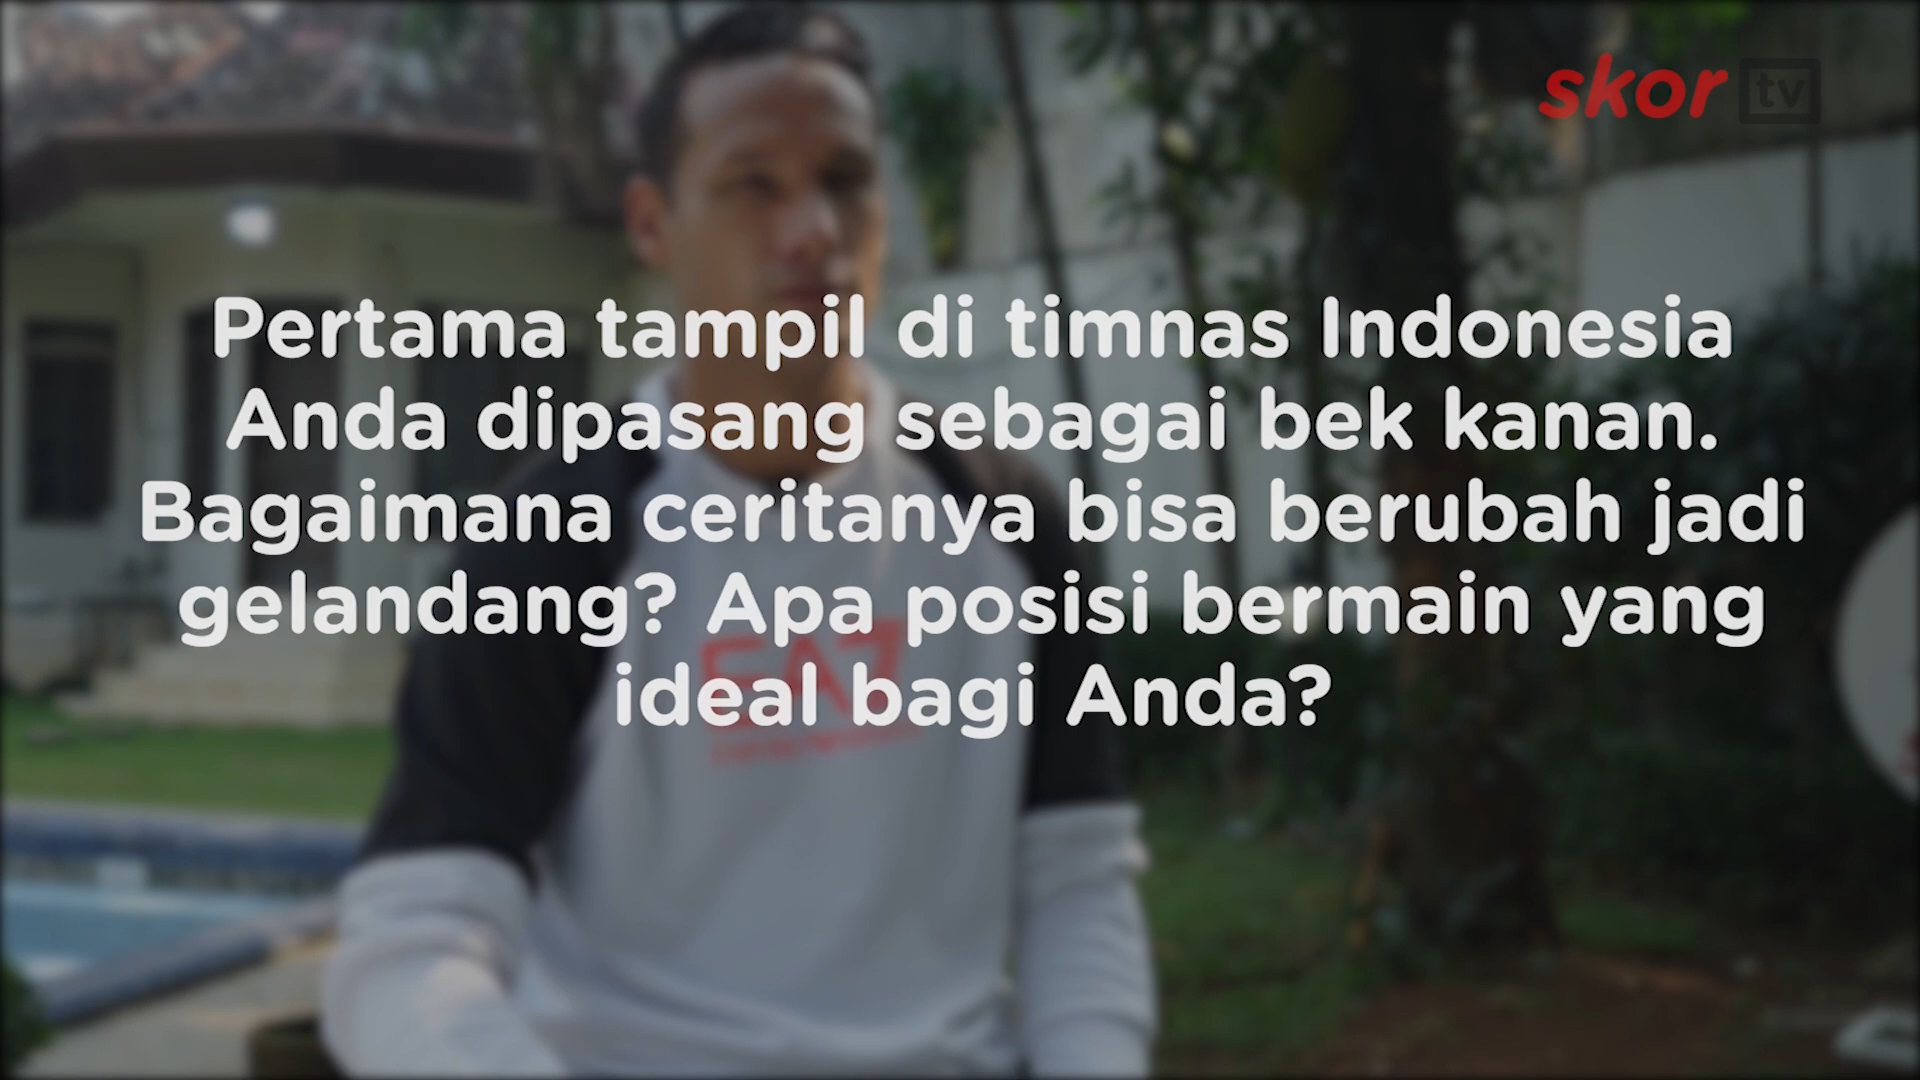 skor tv
Pertama tampil di timnas Indonesia
Anda dipasang sebagai bek kanan.
Bagaimana ceritanya bisa berubah jadi
gelandang? Apa posisi bermain yang
ideal bagi Anda?
EA7